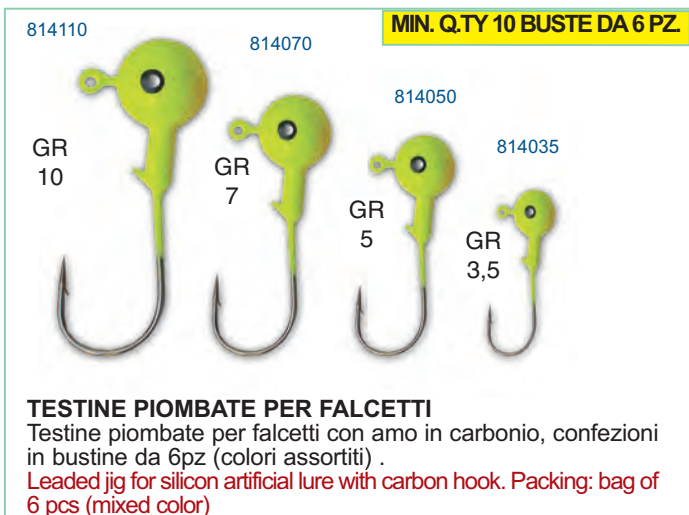 814110
MIN. Q.TY 10 BUSTE DA 6 PZ.
814070
814050
814035
GR
10
GR
7
GR
5
GR
3,5
TESTINE PIOMBATE PER FALCETTI
Testine piombate per falcetti con amo in carbonio, confezioni
in bustine da 6pz (colori assortiti) .
Leaded jig for silicon artificial lure with carbon hook. Packing: bag of
6 pcs (mixed color)